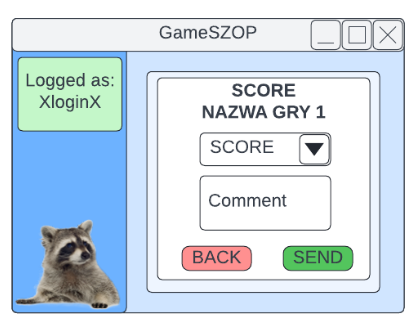 GameSZOP
Logged as:
XloginX
SCORE
NAZWA GRY 1
SCORE
Comment
BACK
SEND